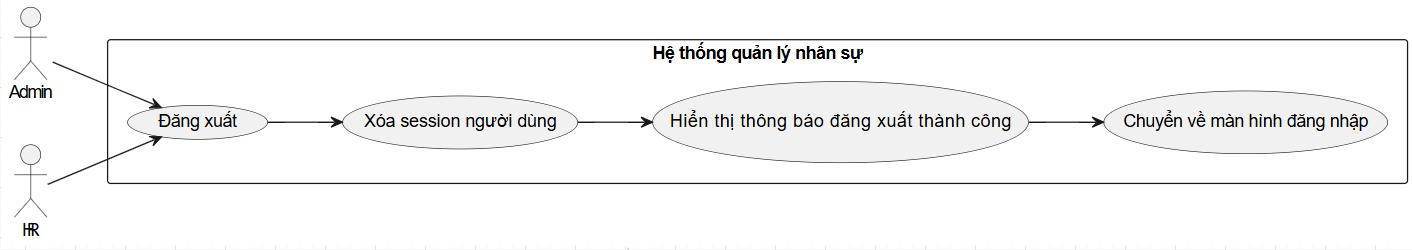 Hệ thống quản lý nhân sự
Admin
Đăng xuất
Xóa session người dùng
Hiển thị thông báo đăng xuất thành công
Chuyển về màn hình đăng nhập
HR